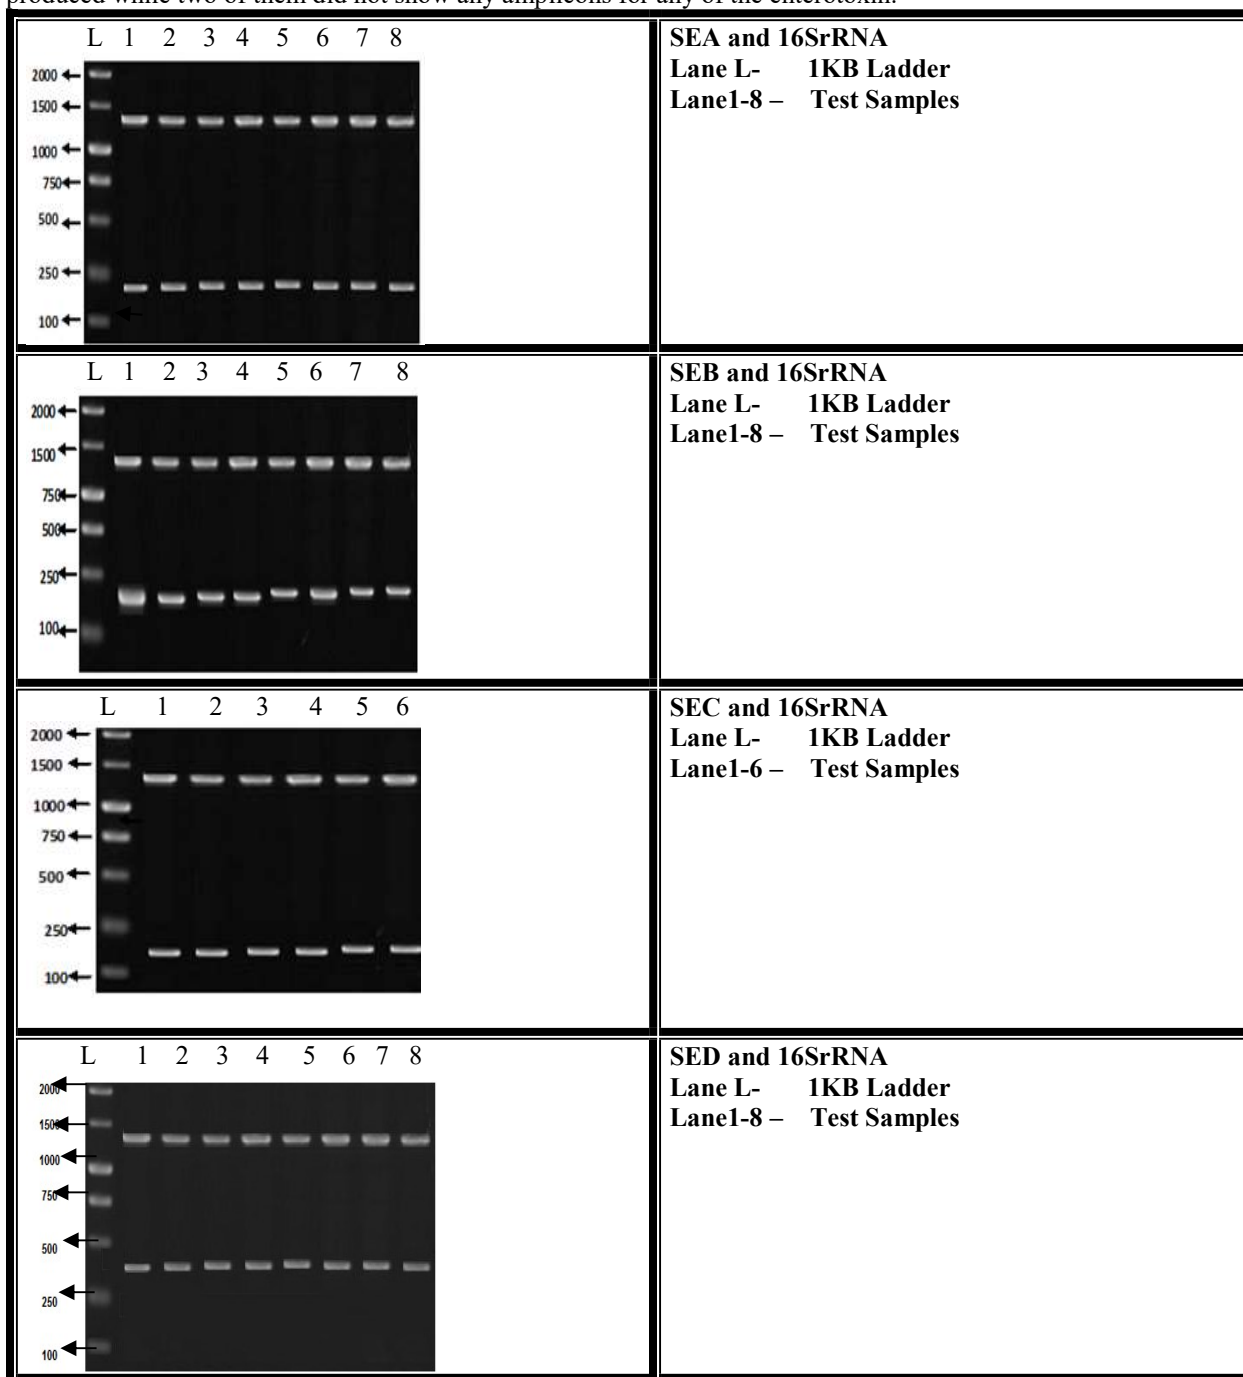 produced while two of them did not show any amplicons for any of the enterotoxin.
L 1 2 3 4 5 6 7 8
2000
1500
1000
750
500
250
100
SEA and 16SrRNA
Lane L- 1KB Ladder
Lane1-8 – Test Samples
L 1 2 3 4 5 6 7 8
2000
1500
750
500
250
100
SEB and 16SrRNA
Lane L- 1KB Ladder
Lane1-8 – Test Samples
L 1 2 3 4 5 6
2000
1500
1000
750
500
250
100
SEC and 16SrRNA
Lane L- 1KB Ladder
Lane1-6 – Test Samples
L 1 2 3 4 5 6 7 8
2000
1500
1000
750
500
250
100
SED and 16SrRNA
Lane L- 1KB Ladder
Lane1-8 – Test Samples